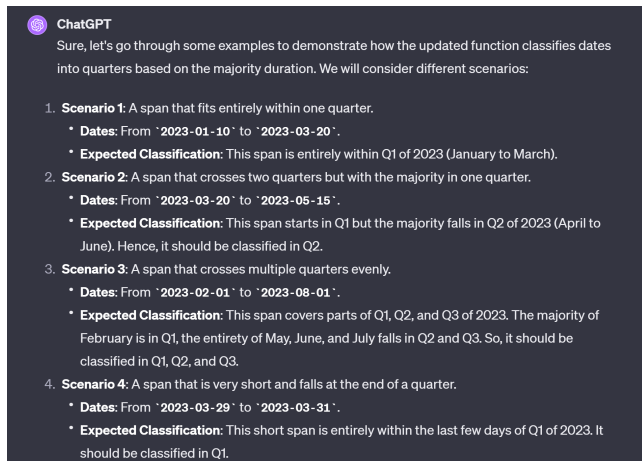 ChatGPT
Sure, let's go through some examples to demonstrate how the updated function classifies dates
into quarters based on the majority duration. We will consider different scenarios:
1. Scenario 1: A span that fits entirely within one quarter.
• Dates: From `2023-01-10` to `2023-03-20`.
• Expected Classification: This span is entirely within Q1 of 2023 (January to March).
2. Scenario 2: A span that crosses two quarters but with the majority in one quarter.
• Dates: From `2023-03-20` to `2023-05-15`.
• Expected Classification: This span starts in Q1 but the majority falls in Q2 of 2023 (April to
June). Hence, it should be classified in Q2.
3. Scenario 3: A span that crosses multiple quarters evenly.
• Dates: From `2023-02-01` to `2023-08-01`.
• Expected Classification: This span covers parts of Q1, Q2, and Q3 of 2023. The majority of
February is in Q1, the entirety of May, June, and July falls in Q2 and Q3. So, it should be
classified in Q1, Q2, and Q3.
4. Scenario 4: A span that is very short and falls at the end of a quarter.
• Dates: From `2023-03-29` to `2023-03-31`.
• Expected Classification: This short span is entirely within the last few days of Q1 of 2023. It
should be classified in Q1.